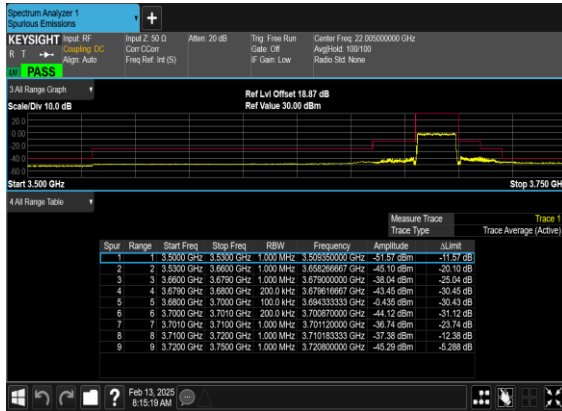 Spectrum Analyzer 1
Spurious Emissions
+
KEYSIGHT Input: RF Input Z: 50 Ω Atten: 20 dB Trig: Free Run Center Freq: 22.005000000 GHz
R T Coupling: DC Corr CCorr Gate: Off Avg|Hold: 100/100
Align: Auto Freq Ref: Int (S) IF Gain: Low Radio Std: None
LU PASS
3 All Range Graph
Ref Lvl Offset 18.87 dB
Scale/Div 10.0 dB Ref Value 30.00 dBm
20.0
0.00
-20.0
-40.0
-60.0
Start 3.500 GHz Stop 3.750 GH
4 All Range Table
Measure Trace Trace 1
Trace Type Trace Average (Active)
Spur Range Start Freq Stop Freq RBW Frequency Amplitude ΔLimit
1 1 3.5000 GHz 3.5300 GHz 1.000 MHz 3.509350000 GHz -51.57 dBm -11.57 dB
2 2 3.5300 GHz 3.6600 GHz 1.000 MHz 3.658266667 GHz -45.10 dBm -20.10 dB
3 3 3.6600 GHz 3.6790 GHz 1.000 MHz 3.679000000 GHz -38.04 dBm -25.04 dB
4 4 3.6790 GHz 3.6800 GHz 200.0 kHz 3.679616667 GHz -43.45 dBm -30.45 dB
5 5 3.6800 GHz 3.7000 GHz 100.0 kHz 3.694333333 GHz -0.435 dBm -30.43 dB
6 6 3.7000 GHz 3.7010 GHz 200.0 kHz 3.700870000 GHz -44.12 dBm -31.12 dB
7 7 3.7010 GHz 3.7100 GHz 1.000 MHz 3.701120000 GHz -36.74 dBm -23.74 dB
8 8 3.7100 GHz 3.7200 GHz 1.000 MHz 3.710183333 GHz -37.38 dBm -12.38 dB
9 9 3.7200 GHz 3.7500 GHz 1.000 MHz 3.720800000 GHz -45.29 dBm -5.288 dB
? Feb 13, 2025
8:15:19 AM